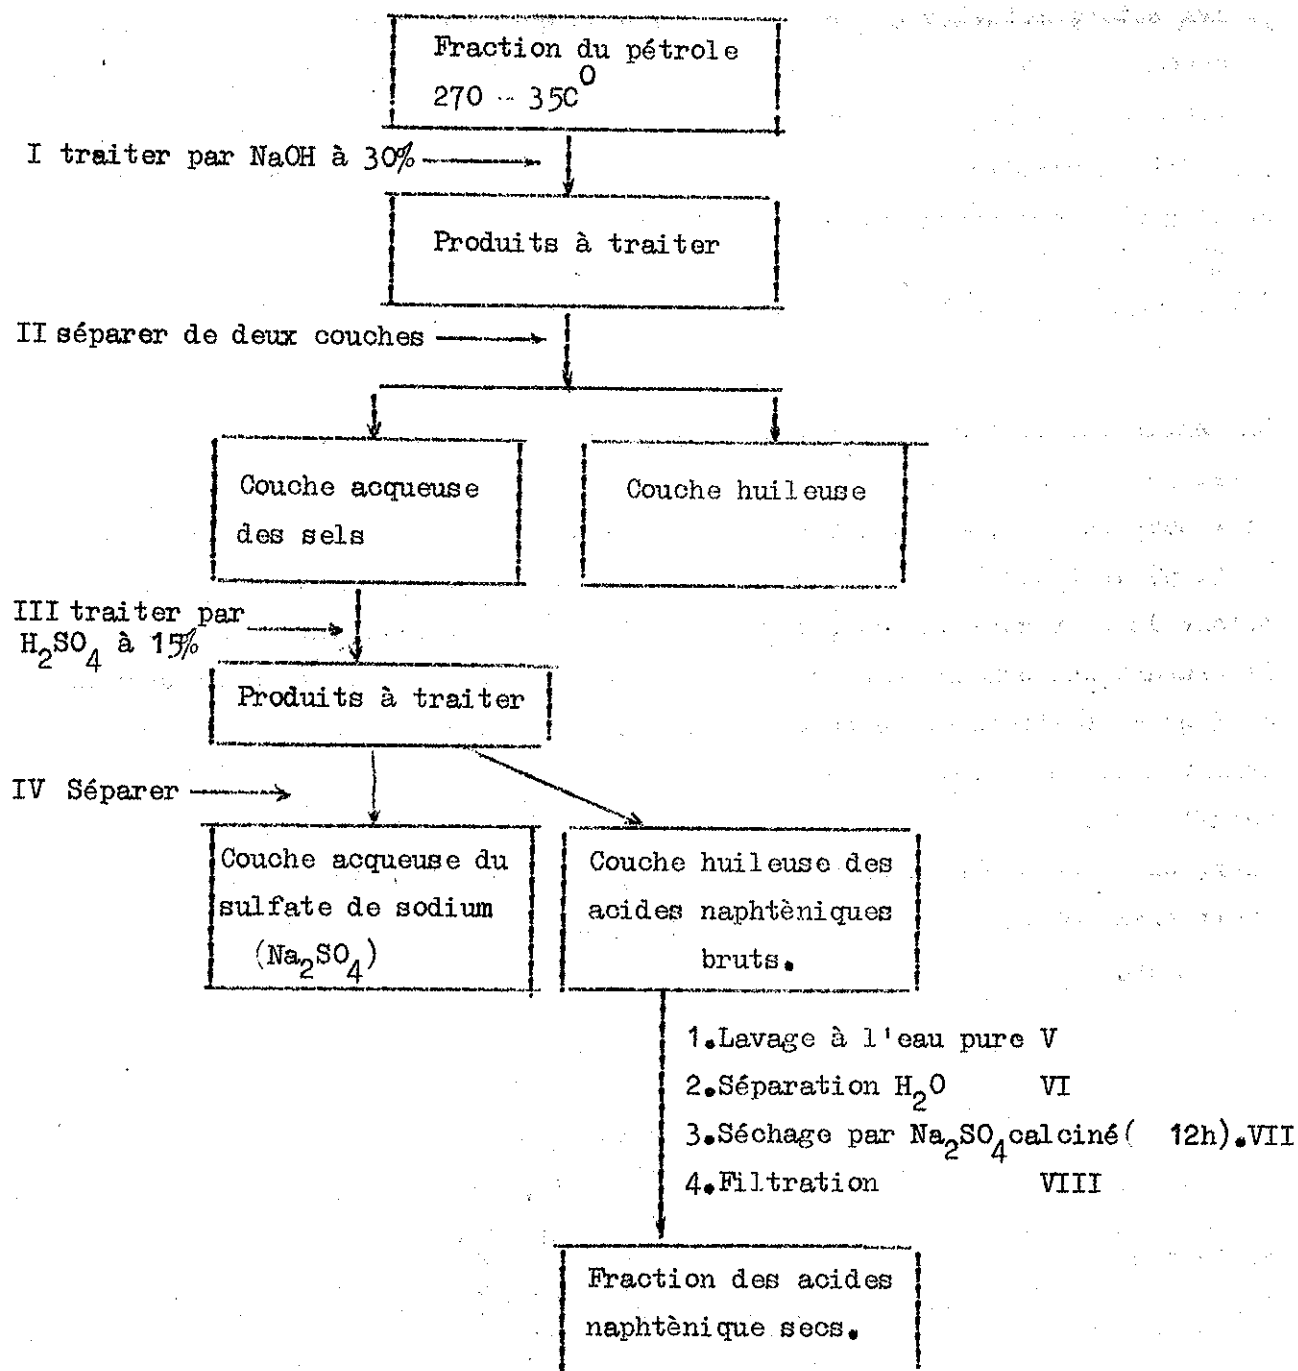 Fraction du pétrole
270 -- 350⁰
I traiter par NaOH à 30%
Produits à traiter
II séparer de deux couches
Couche acqueuse
des sels
Couche huileuse
III traiter par
H₂SO₄ à 15%
Produits à traiter
IV Séparer
Couche acqueuse du
sulfate de sodium
(Na₂SO₄)
Couche huileuse des
acides naphtèniques
bruts.
1.Lavage à l'eau pure V
2.Séparation H₂O VI
3.Séchage par Na₂SO₄calciné( 12h).VII
4.Filtration VIII
Fraction des acides
naphtènique secs.